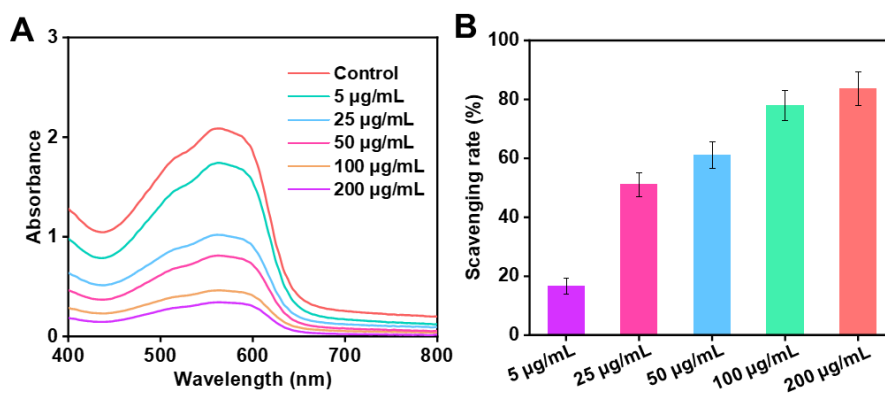 A
3
2
1
0
Absorbance
400
500
600
700
800
Wavelength (nm)
Control
5 µg/mL
25 µg/mL
50 µg/mL
100 µg/mL
200 µg/mL
B
100
80
60
40
20
0
Scavenging rate (%)
5 µg/mL
25 µg/mL
50 µg/mL
100 µg/mL
200 µg/mL